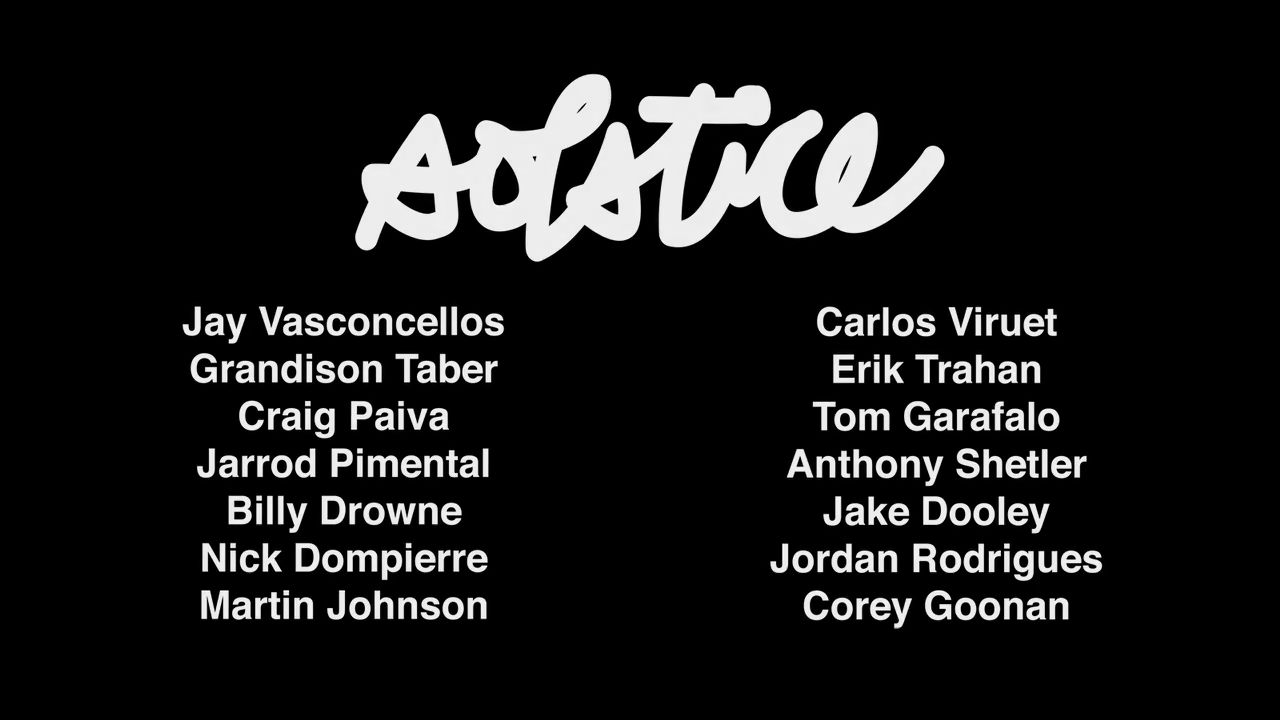 solstice
Jay Vasconcellos
Grandison Taber
Craig Paiva
Jarrod Pimental
Billy Drowne
Nick Dompierre
Martin Johnson
Carlos Viruet
Erik Trahan
Tom Garafalo
Anthony Shetler
Jake Dooley
Jordan Rodrigues
Corey Goonan